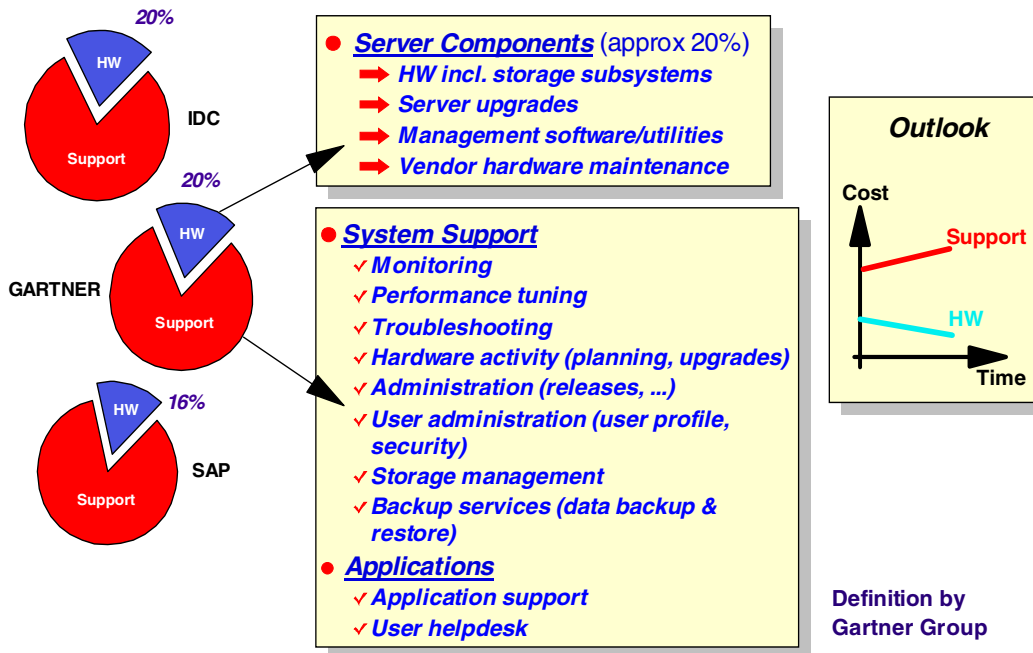 20%
HW
Support
IDC
20%
HW
Support
GARTNER
HW
16%
Support
SAP
Server Components (approx 20%)
HW incl. storage subsystems
Server upgrades
Management software/utilities
Vendor hardware maintenance
System Support
Monitoring
Performance tuning
Troubleshooting
Hardware activity (planning, upgrades)
Administration (releases, ...)
User administration (user profile,
security)
Storage management
Backup services (data backup &
restore)
Applications
Application support
User helpdesk
Outlook
Cost
Support
HW
Time
Definition by
Gartner Group